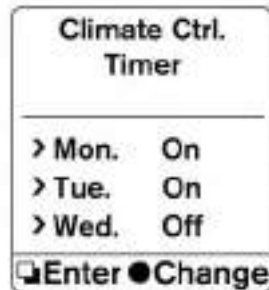 Climate Ctrl.
Timer
> Mon. On
> Tue. On
> Wed. Off
❏Enter ●Change